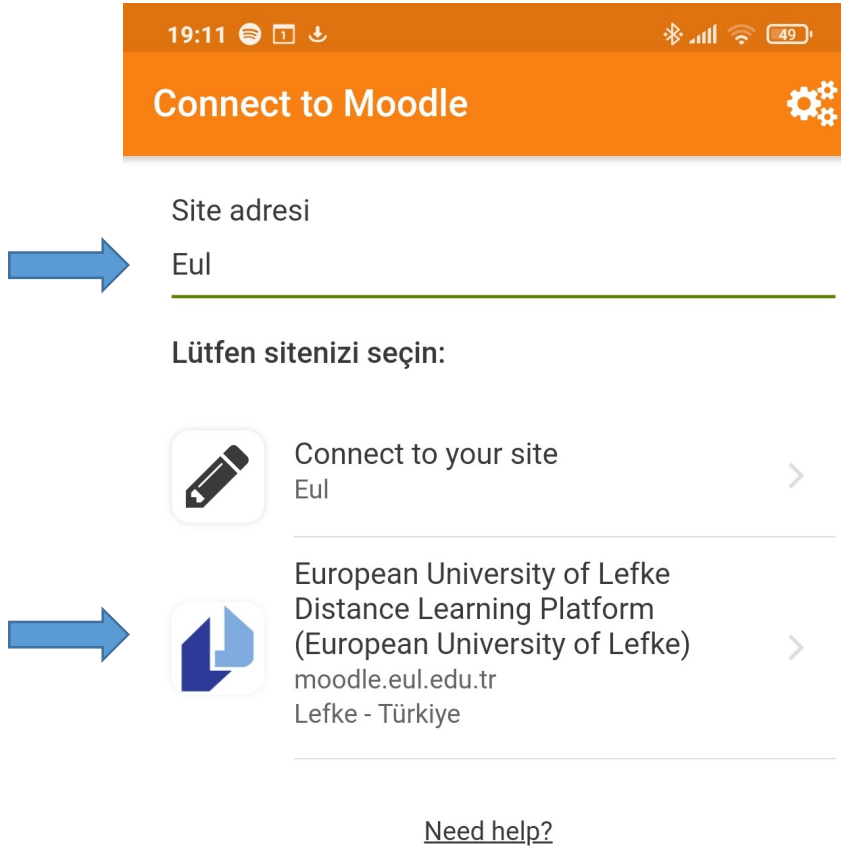 19:11 1 49
Connect to Moodle
Site adresi
Eul
Lütfen sitenizi seçin:
Connect to your site
Eul
European University of Lefke
Distance Learning Platform
(European University of Lefke)
moodle.eul.edu.tr
Lefke - Türkiye
Need help?